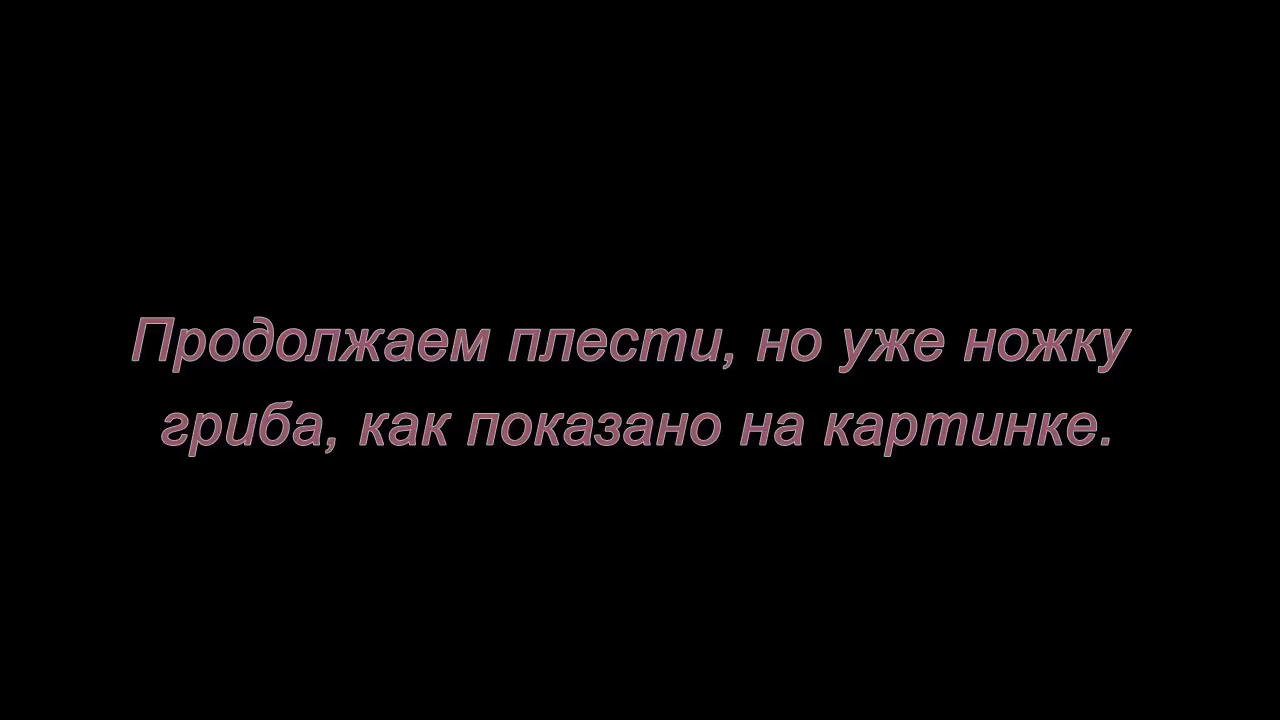 Продолжаем плести, но уже ножку
гриба, как показано на картинке.